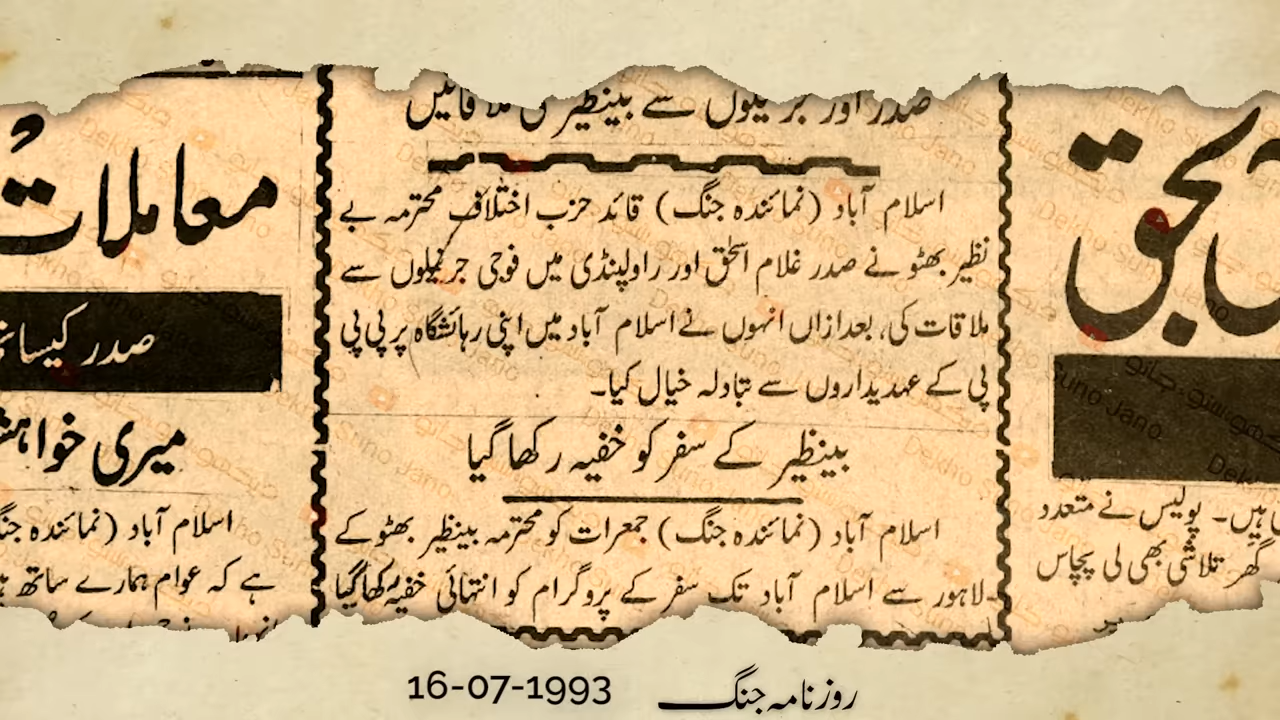 صدر اور جرنیلوں سے بینظیر کی ملاقاتیں
اسلام آباد (نمائندہ جنگ) قائد حزب اختلاف محترمہ بے
نظیر بھٹو نے صدر غلام اسحٰق اور راولپنڈی میں فوجی جرنیلوں سے
ملاقات کی، بعدازاں انہوں نے اسلام آباد میں اپنی رہائشگاہ پر پی پی
پی کے عہدیداروں سے تبادلہ خیال کیا۔
بینظیر کے سفر کو خفیہ رکھا گیا
اسلام آباد (نمائندہ جنگ) جمعرات کو محترمہ بینظیر بھٹو کے
لاہور سے اسلام آباد تک سفر کے پروگرام کو انتہائی خفیہ رکھا گیا
ہیں۔ پولیس نے متعدد
گھر تلاشی بھی لی پچاس
معاملات
صدر کیساتھ
میری خواہش
اسلام آباد (نمائندہ جنگ
ہے کہ عوام ہمارے ساتھ
روزنامہ جنگ
16-07-1993